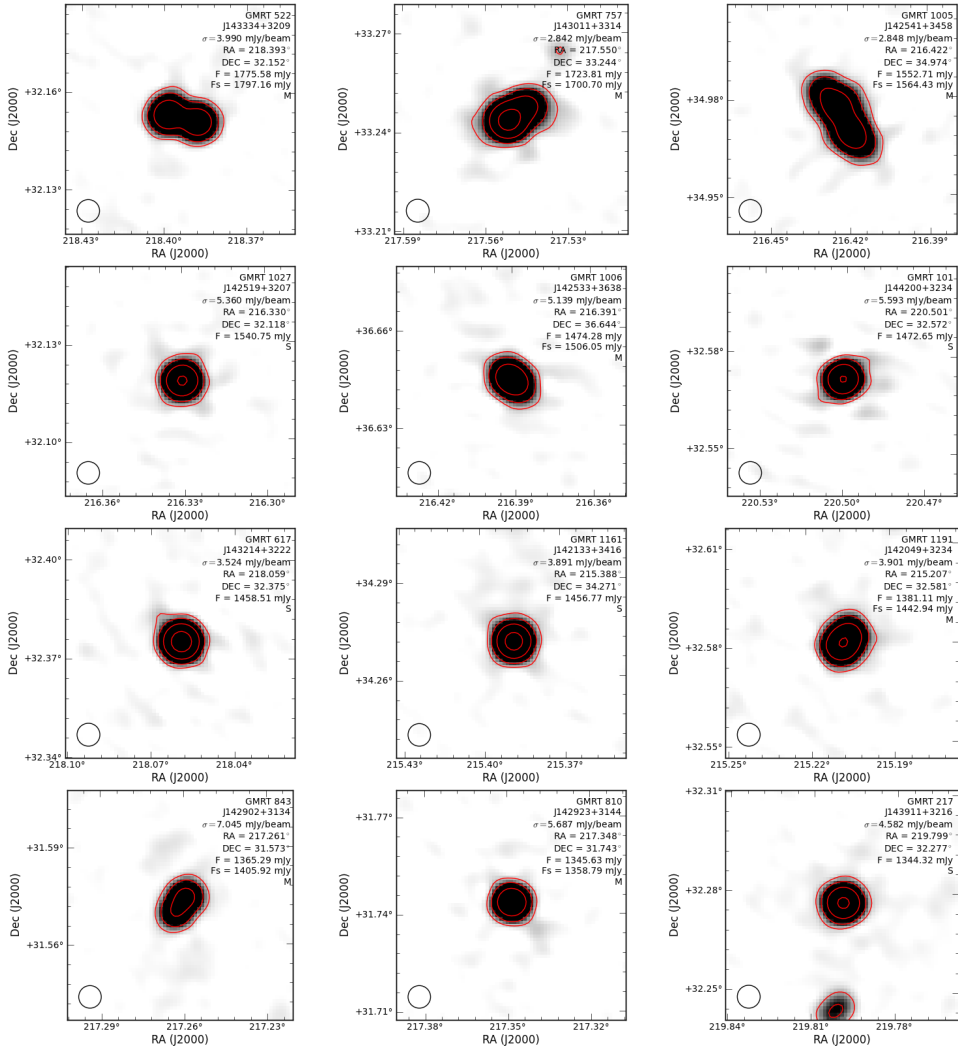 GMRT 522
J143334+3209
σ=3.990 mJy/beam
RA = 218.393°
DEC = 32.152°
F = 1775.58 mJy
Fs = 1797.16 mJy
M
Dec (J2000)
+32.16°
+32.13°
218.43° 218.40° 218.37°
RA (J2000)
GMRT 757
J143011+3314
σ=2.842 mJy/beam
RA = 217.550°
DEC = 33.244°
F = 1723.81 mJy
Fs = 1700.70 mJy
M
Dec (J2000)
+33.27°
+33.24°
+33.21°
217.59° 217.56° 217.53°
RA (J2000)
GMRT 1005
J142541+3458
σ=2.848 mJy/beam
RA = 216.422°
DEC = 34.974°
F = 1552.71 mJy
Fs = 1564.43 mJy
M
Dec (J2000)
+34.98°
+34.95°
216.45° 216.42° 216.39°
RA (J2000)
GMRT 1027
J142519+3207
σ=5.360 mJy/beam
RA = 216.330°
DEC = 32.118°
F = 1540.75 mJy
S
Dec (J2000)
+32.13°
+32.10°
216.36° 216.33° 216.30°
RA (J2000)
GMRT 1006
J142533+3638
σ=5.139 mJy/beam
RA = 216.391°
DEC = 36.644°
F = 1474.28 mJy
Fs = 1506.05 mJy
M
Dec (J2000)
+36.66°
+36.63°
216.42° 216.39° 216.36°
RA (J2000)
GMRT 101
J144200+3234
σ=5.593 mJy/beam
RA = 220.501°
DEC = 32.572°
F = 1472.65 mJy
S
Dec (J2000)
+32.58°
+32.55°
220.53° 220.50° 220.47°
RA (J2000)
GMRT 617
J143214+3222
σ=3.524 mJy/beam
RA = 218.059°
DEC = 32.375°
F = 1458.51 mJy
S
Dec (J2000)
+32.40°
+32.37°
+32.34°
218.10° 218.07° 218.04°
RA (J2000)
GMRT 1161
J142133+3416
σ=3.891 mJy/beam
RA = 215.388°
DEC = 34.271°
F = 1456.77 mJy
S
Dec (J2000)
+34.29°
+34.26°
215.43° 215.40° 215.37°
RA (J2000)
GMRT 1191
J142049+3234
σ=3.901 mJy/beam
RA = 215.207°
DEC = 32.581°
F = 1381.11 mJy
Fs = 1442.94 mJy
M
Dec (J2000)
+32.61°
+32.58°
+32.55°
215.25° 215.22° 215.19°
RA (J2000)
GMRT 843
J142902+3134
σ=7.045 mJy/beam
RA = 217.261°
DEC = 31.573°
F = 1365.29 mJy
Fs = 1405.92 mJy
M
Dec (J2000)
+31.59°
+31.56°
217.29° 217.26° 217.23°
RA (J2000)
GMRT 810
J142923+3144
σ=5.687 mJy/beam
RA = 217.348°
DEC = 31.743°
F = 1345.63 mJy
Fs = 1358.79 mJy
M
Dec (J2000)
+31.77°
+31.74°
+31.71°
217.38° 217.35° 217.32°
RA (J2000)
GMRT 217
J143911+3216
σ=4.582 mJy/beam
RA = 219.799°
DEC = 32.277°
F = 1344.32 mJy
S
Dec (J2000)
+32.31°
+32.28°
+32.25°
219.84° 219.81° 219.78°
RA (J2000)